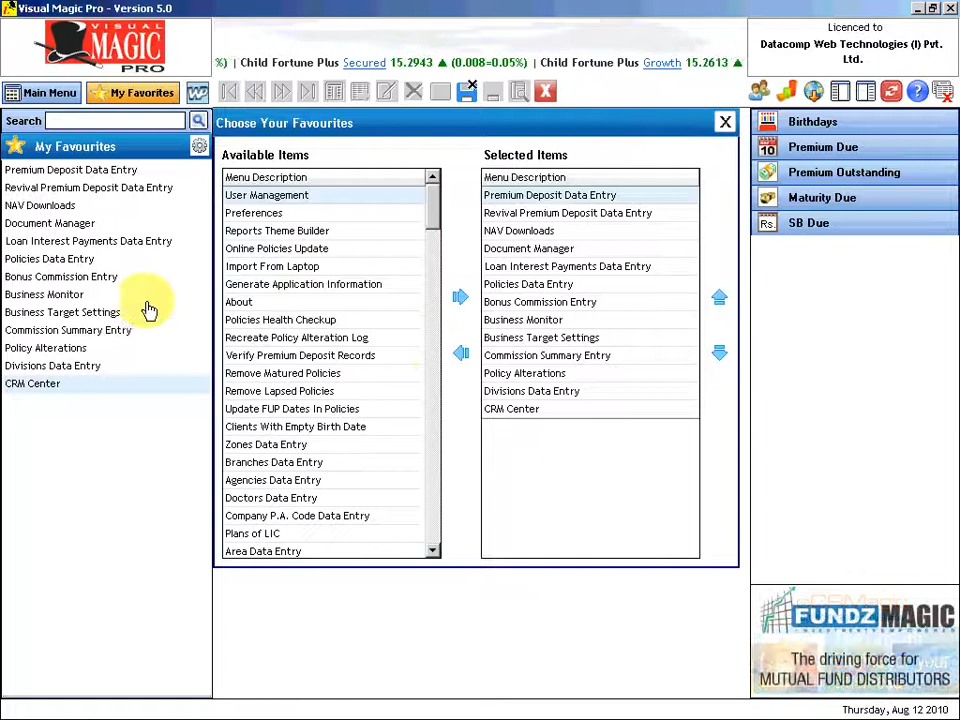 Visual Magic Pro - Version 5.0
VISUAL
MAGIC
PRO
%) | Child Fortune Plus Secured 15.2943 ▲ (0.008=0.05%) | Child Fortune Plus Growth 15.2613 ▲
Licenced to
Datacomp Web Technologies (I) Pvt.
Ltd.
Main Menu
My Favorites
Search
My Favourites
Premium Deposit Data Entry
Revival Premium Deposit Data Entry
NAV Downloads
Document Manager
Loan Interest Payments Data Entry
Policies Data Entry
Bonus Commission Entry
Business Monitor
Business Target Settings
Commission Summary Entry
Policy Alterations
Divisions Data Entry
CRM Center
Choose Your Favourites
Available Items
Menu Description
User Management
Preferences
Reports Theme Builder
Online Policies Update
Import From Laptop
Generate Application Information
About
Policies Health Checkup
Recreate Policy Alteration Log
Verify Premium Deposit Records
Remove Matured Policies
Remove Lapsed Policies
Update FUP Dates In Policies
Clients With Empty Birth Date
Zones Data Entry
Branches Data Entry
Agencies Data Entry
Doctors Data Entry
Company P.A. Code Data Entry
Plans of LIC
Area Data Entry
Selected Items
Menu Description
Premium Deposit Data Entry
Revival Premium Deposit Data Entry
NAV Downloads
Document Manager
Loan Interest Payments Data Entry
Policies Data Entry
Bonus Commission Entry
Business Monitor
Business Target Settings
Commission Summary Entry
Policy Alterations
Divisions Data Entry
CRM Center
Birthdays
10 Premium Due
Premium Outstanding
Maturity Due
Rs. SB Due
FUNDZMAGIC
The driving force for
MUTUAL FUND DISTRIBUTORS
Thursday, Aug 12 2010